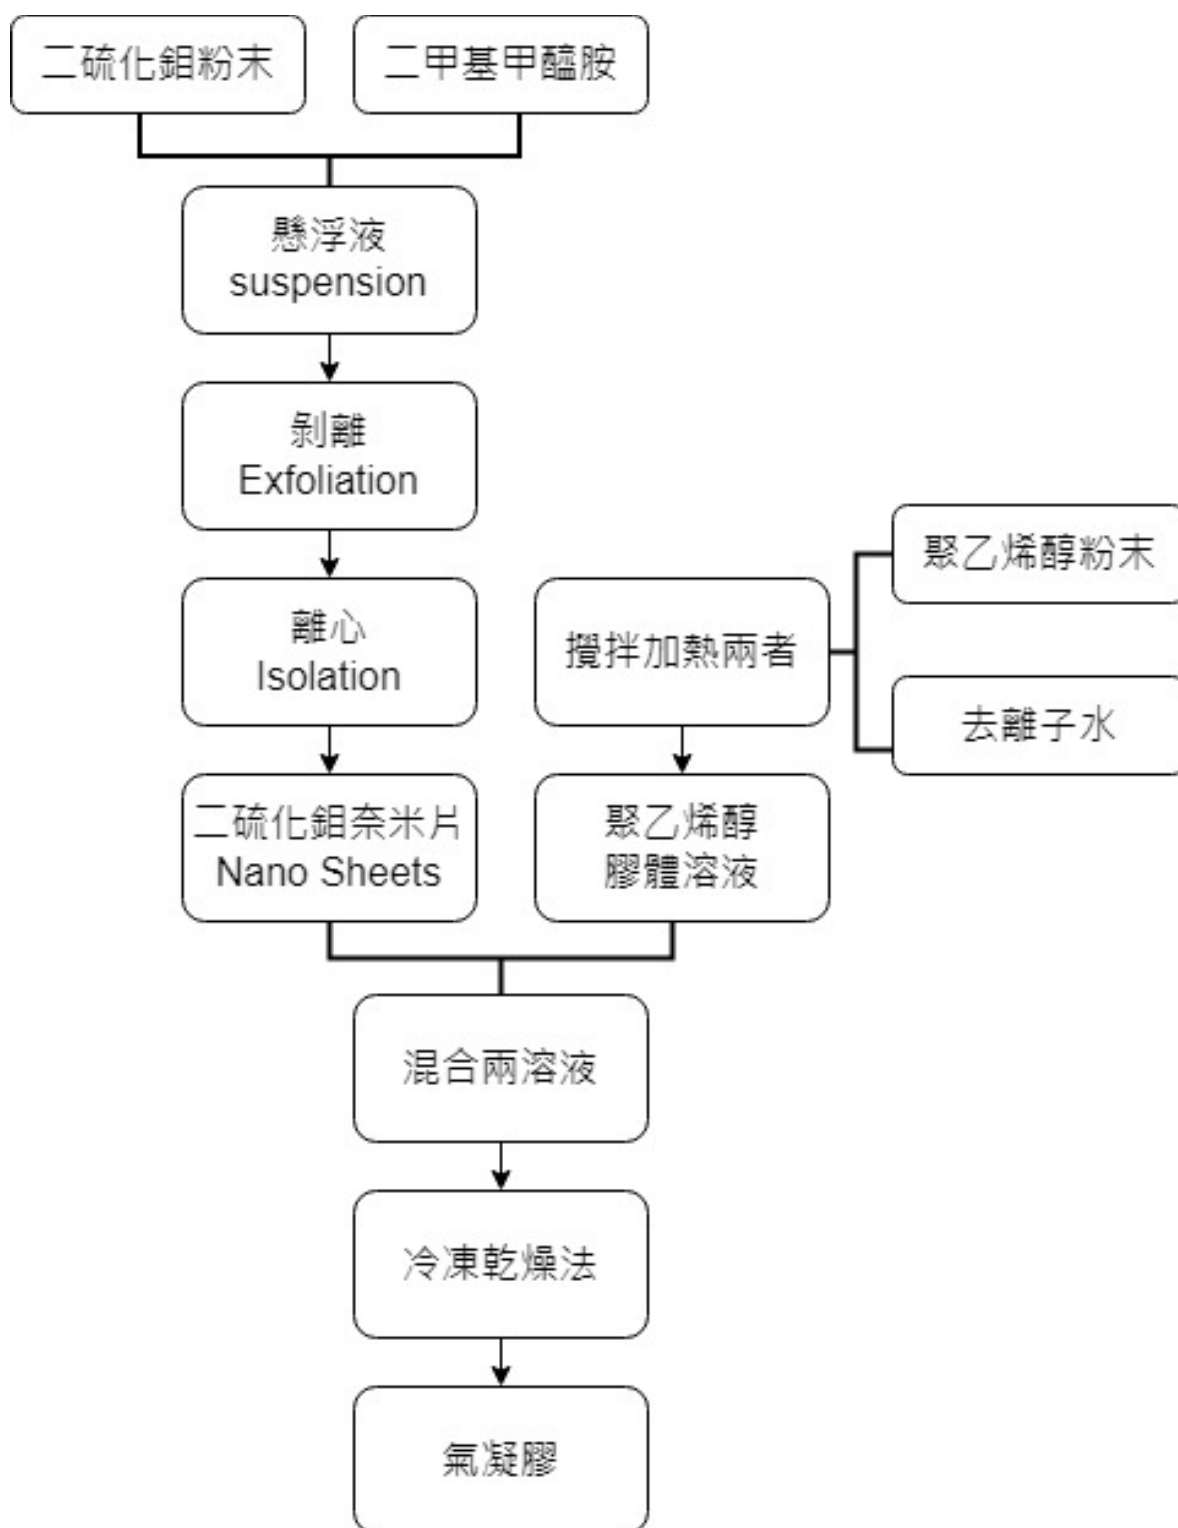 二硫化鉬粉末
二甲基甲醯胺
懸浮液
suspension
剝離
Exfoliation
離心
Isolation
二硫化鉬奈米片
Nano Sheets
聚乙烯醇粉末
去離子水
攪拌加熱兩者
聚乙烯醇
膠體溶液
混合兩溶液
冷凍乾燥法
氣凝膠